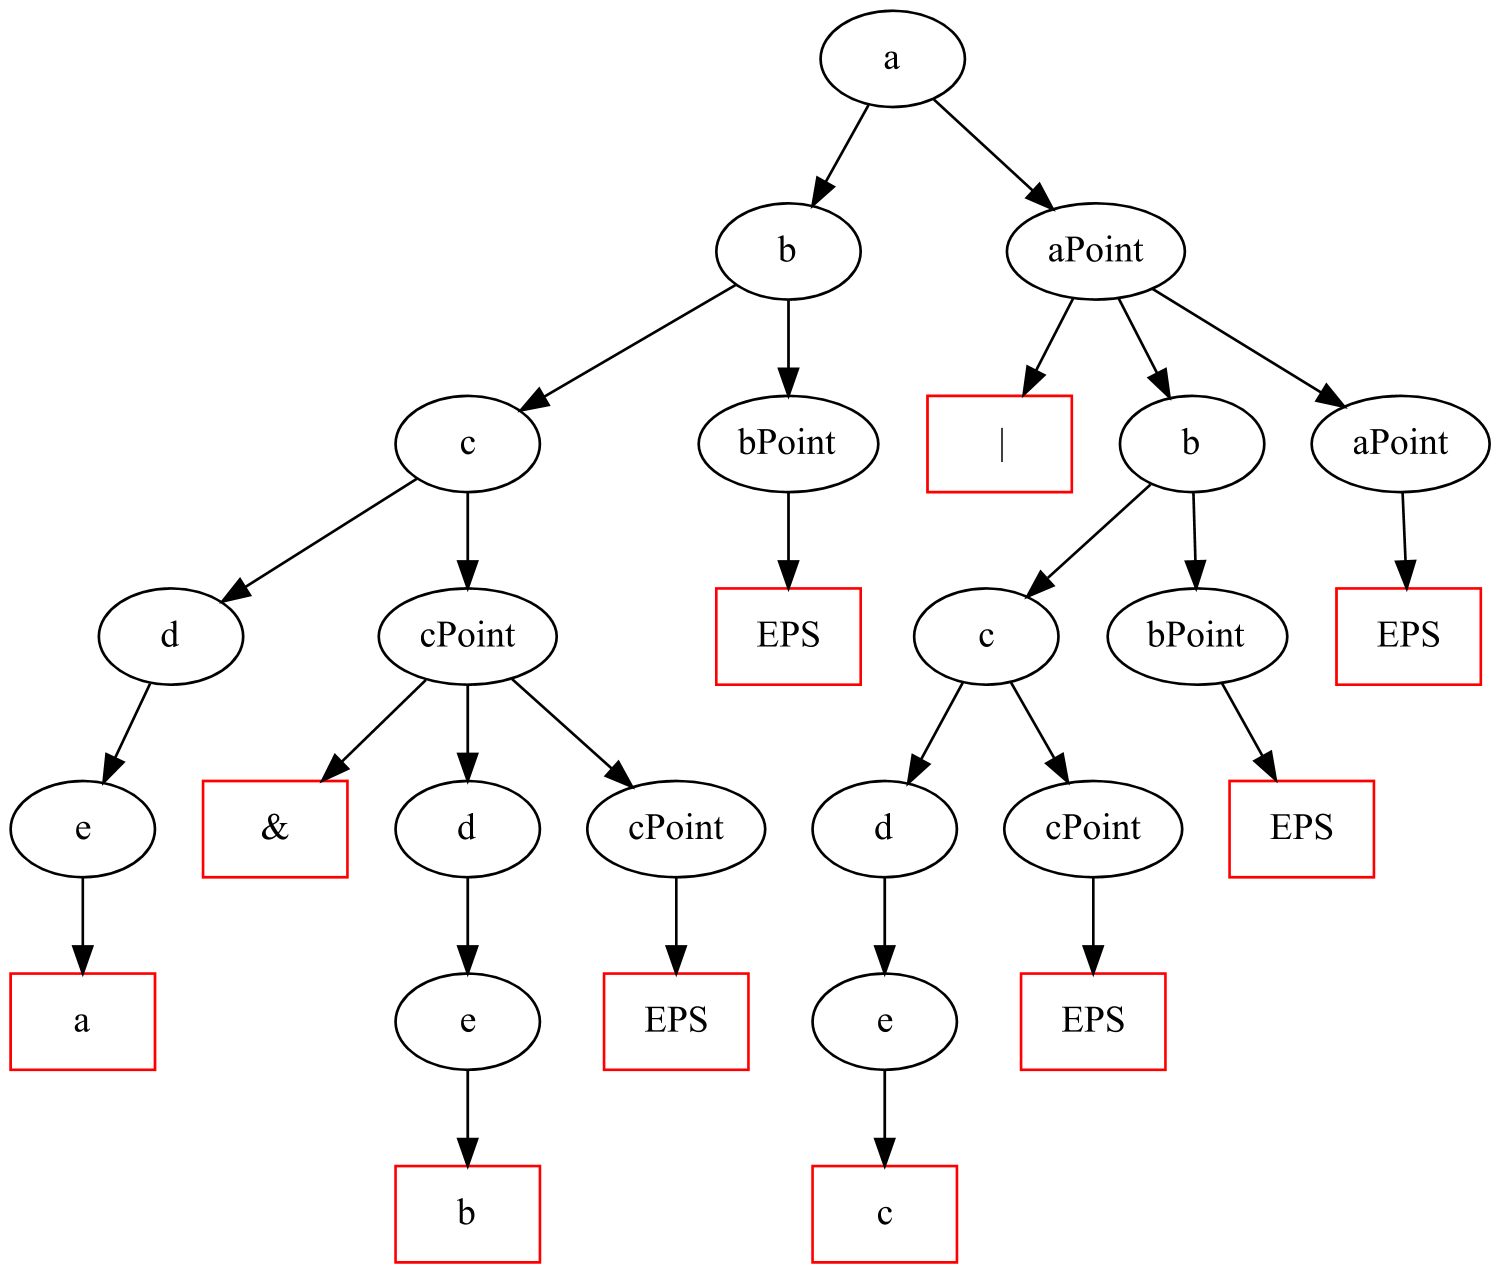 a
b aPoint
c bPoint | b aPoint
d cPoint EPS c bPoint EPS
e & d cPoint d cPoint EPS
a e EPS e EPS
b c